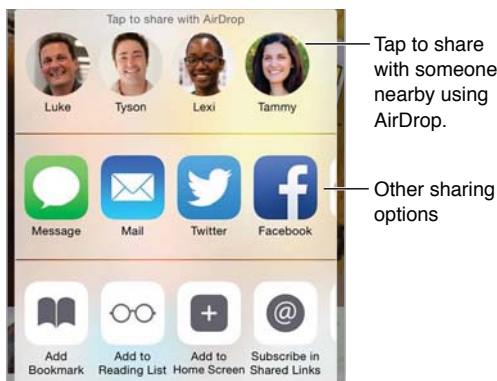 Tap to share with AirDrop
Luke Tyson Lexi Tammy
Tap to share
with someone
nearby using
AirDrop.
Message Mail Twitter Facebook
Other sharing
options
Add Bookmark
Add to Reading List
Add to Home Screen
Subscribe in Shared Links